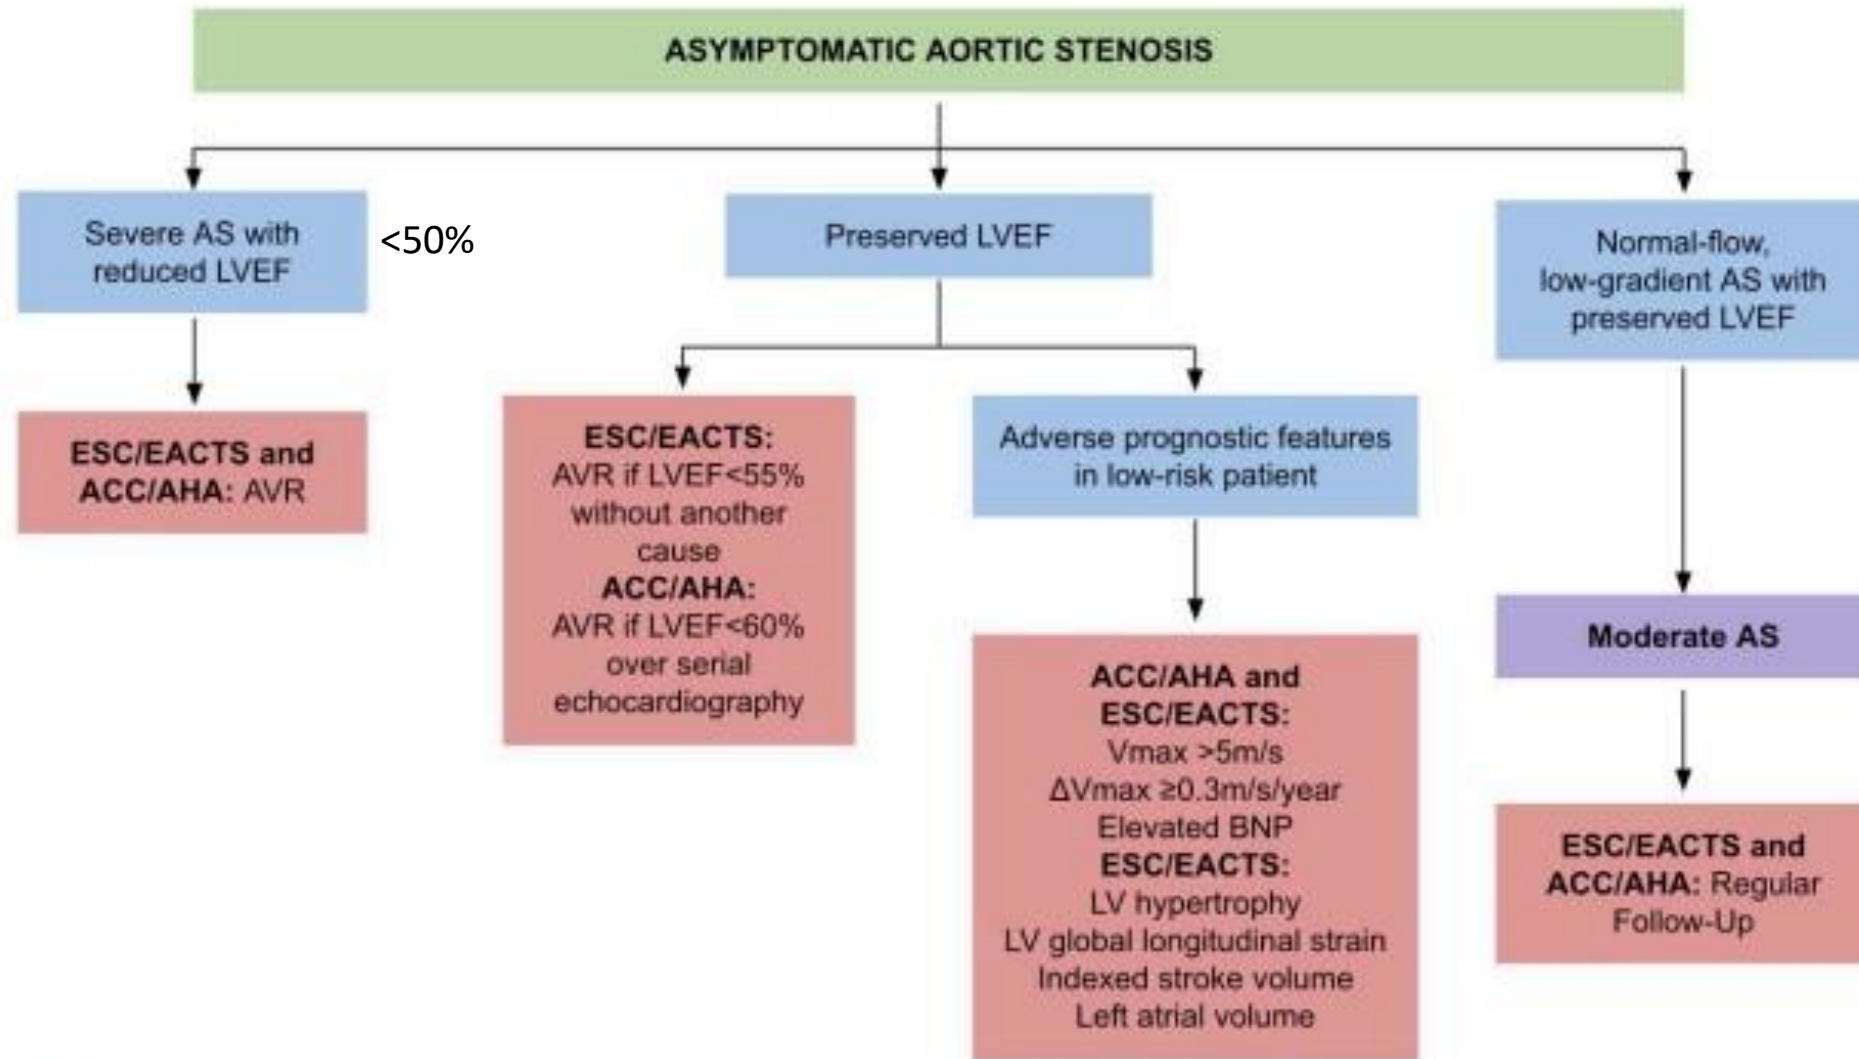 ASYMPTOMATIC AORTIC STENOSIS
Severe AS with
reduced LVEF
<50%
Preserved LVEF
Normal-flow,
low-gradient AS with
preserved LVEF
ESC/EACTS and
ACC/AHA: AVR
ESC/EACTS:
AVR if LVEF<55%
without another
cause
ACC/AHA:
AVR if LVEF<60%
over serial
echocardiography
Adverse prognostic features
in low-risk patient
ACC/AHA and
ESC/EACTS:
Vmax >5m/s
ΔVmax ≥0.3m/s/year
Elevated BNP
ESC/EACTS:
LV hypertrophy
LV global longitudinal strain
Indexed stroke volume
Left atrial volume
Moderate AS
ESC/EACTS and
ACC/AHA: Regular
Follow-Up